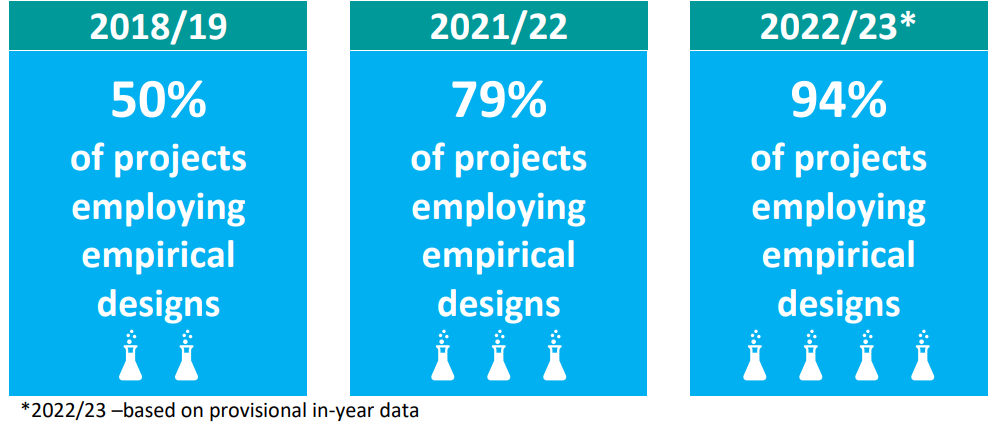 2018/19
50%
of projects
employing
empirical
designs
2021/22
79%
of projects
employing
empirical
designs
2022/23*
94%
of projects
employing
empirical
designs
*2022/23 –based on provisional in-year data